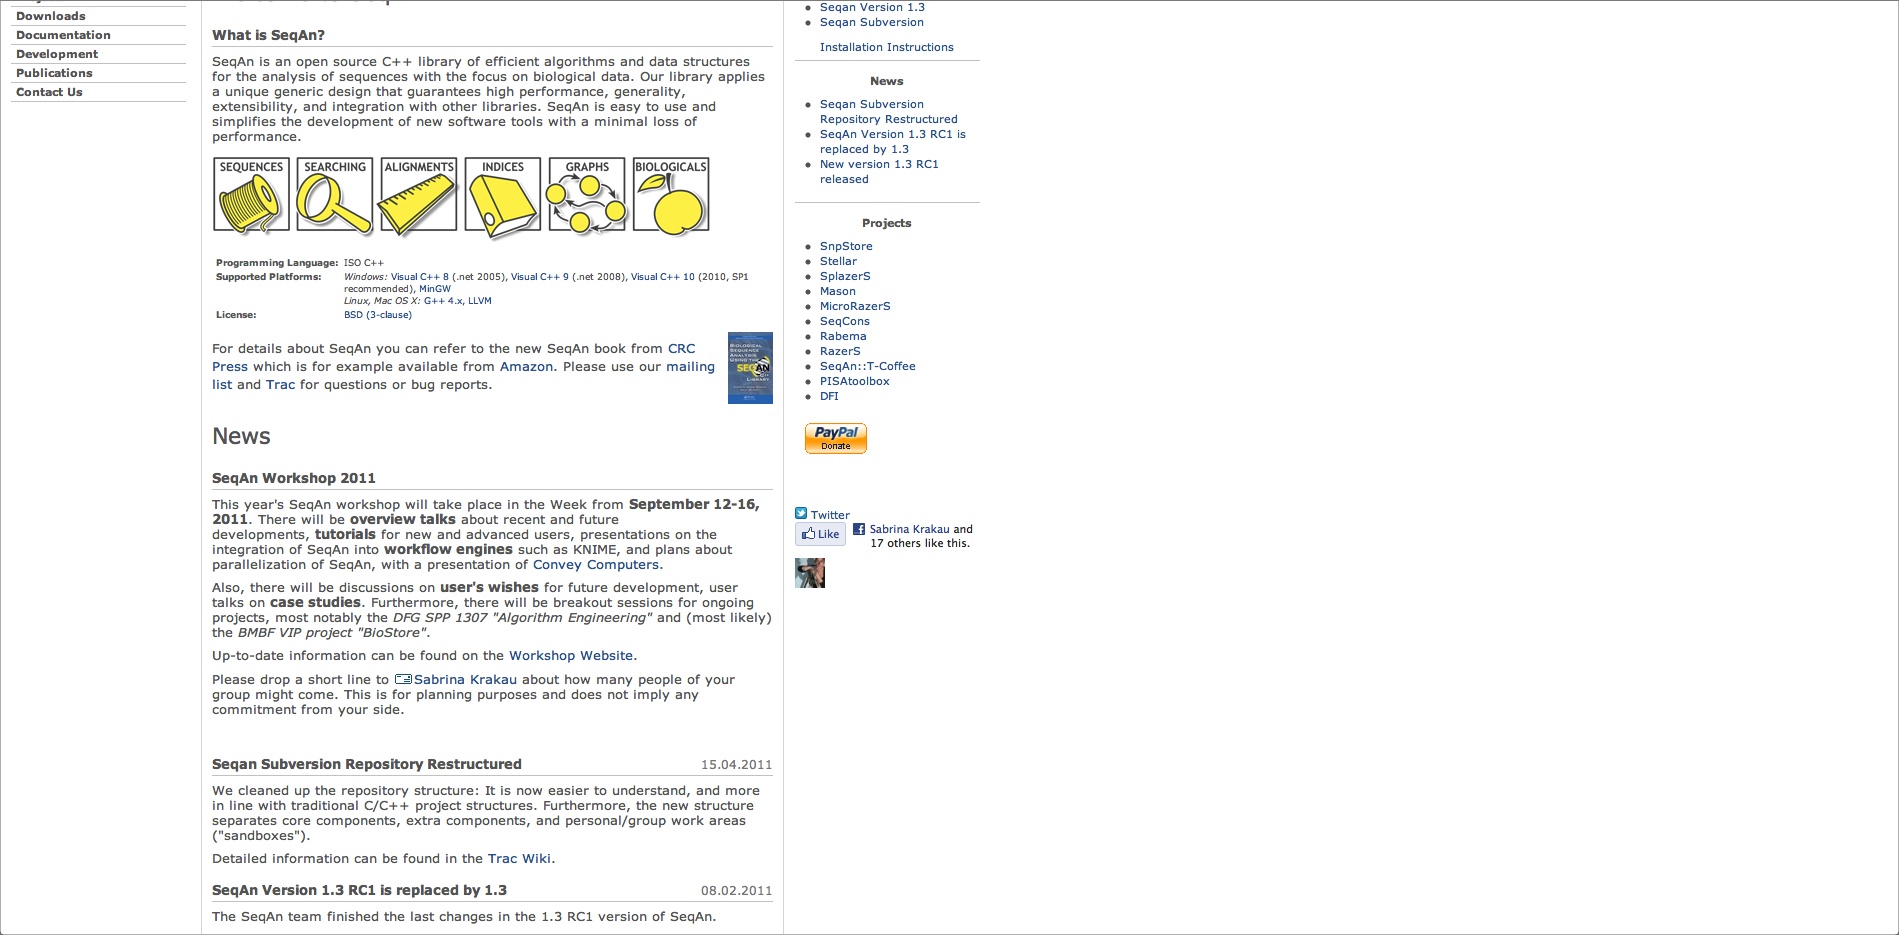 Downloads
Documentation
Development
Publications
Contact Us
What is SeqAn?
SeqAn is an open source C++ library of efficient algorithms and data structures
for the analysis of sequences with the focus on biological data. Our library applies
a unique generic design that guarantees high performance, generality,
extensibility, and integration with other libraries. SeqAn is easy to use and
simplifies the development of new software tools with a minimal loss of
performance.
SEQUENCES SEARCHING ALIGNMENTS INDICES GRAPHS BIOLOGICALS
Programming Language: ISO C++
Supported Platforms: Windows: Visual C++ 8 (.net 2005), Visual C++ 9 (.net 2008), Visual C++ 10 (2010, SP1
recommended), MinGW
Linux, Mac OS X: G++ 4.x, LLVM
License: BSD (3-clause)
For details about SeqAn you can refer to the new SeqAn book from CRC
Press which is for example available from Amazon. Please use our mailing
list and Trac for questions or bug reports.
BIOLOGICAL
SEQUENCE
ANALYSIS
USING THE
SEQAN
C++
LIBRARY
News
SeqAn Workshop 2011
This year's SeqAn workshop will take place in the Week from September 12-16,
2011. There will be overview talks about recent and future
developments, tutorials for new and advanced users, presentations on the
integration of SeqAn into workflow engines such as KNIME, and plans about
parallelization of SeqAn, with a presentation of Convey Computers.
Also, there will be discussions on user's wishes for future development, user
talks on case studies. Furthermore, there will be breakout sessions for ongoing
projects, most notably the DFG SPP 1307 "Algorithm Engineering" and (most likely)
the BMBF VIP project "BioStore".
Up-to-date information can be found on the Workshop Website.
Please drop a short line to Sabrina Krakau about how many people of your
group might come. This is for planning purposes and does not imply any
commitment from your side.
Seqan Subversion Repository Restructured 15.04.2011
We cleaned up the repository structure: It is now easier to understand, and more
in line with traditional C/C++ project structures. Furthermore, the new structure
separates core components, extra components, and personal/group work areas
("sandboxes").
Detailed information can be found in the Trac Wiki.
SeqAn Version 1.3 RC1 is replaced by 1.3 08.02.2011
The SeqAn team finished the last changes in the 1.3 RC1 version of SeqAn.
Seqan Version 1.3
Seqan Subversion
Installation Instructions
News
Seqan Subversion
Repository Restructured
SeqAn Version 1.3 RC1 is
replaced by 1.3
New version 1.3 RC1
released
Projects
SnpStore
Stellar
SplazerS
Mason
MicroRazerS
SeqCons
Rabema
RazerS
SeqAn::T-Coffee
PISAtoolbox
DFI
PayPal
Donate
Twitter
Like Sabrina Krakau and
17 others like this.